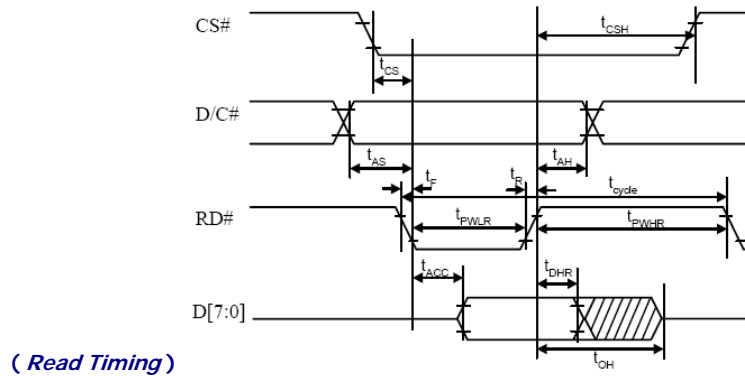 CS#
tCSH
tCS
D/C#
tAS
tAH
tF
tR
tcycle
RD#
tPWLR
tPWHR
tACC
tDHR
D[7:0]
tOH
( Read Timing )